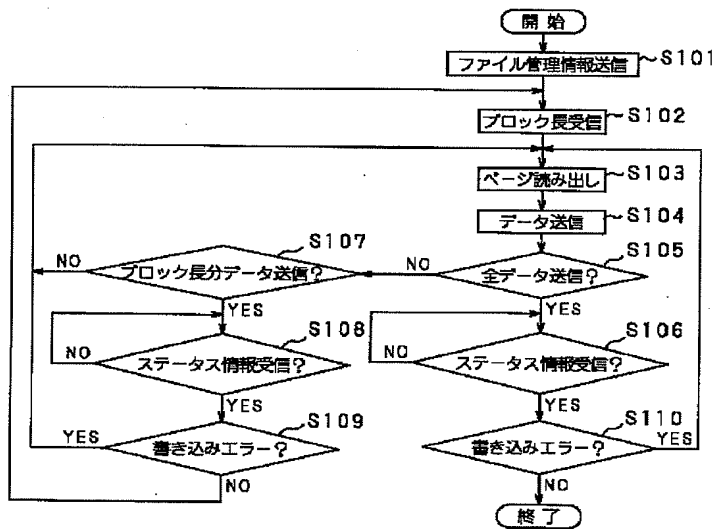 開始
ファイル管理情報送信
S101
ブロック長受信
S102
ページ読み出し
S103
データ送信
S104
S107
S105
NO
ブロック長分データ送信?
NO
全データ送信?
YES
YES
S108
S106
NO
ステータス情報受信?
NO
ステータス情報受信?
YES
YES
S109
S110
YES
書き込みエラー?
書き込みエラー?
YES
NO
NO
終了